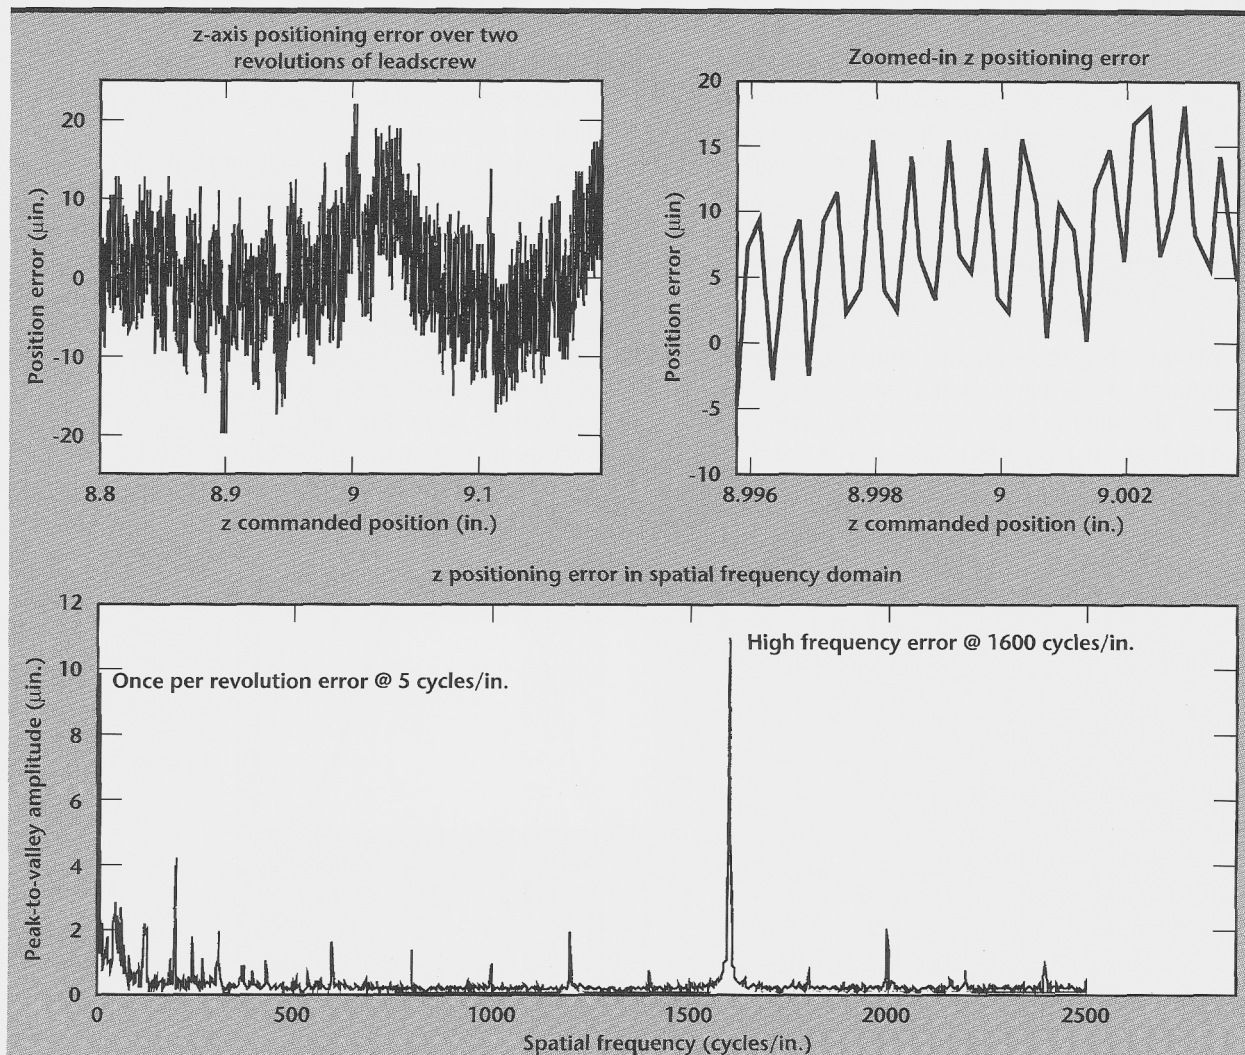 z-axis positioning error over two
revolutions of leadscrew
Position error (μin.)
20
10
0
-10
-20
8.8
8.9
9
9.1
z commanded position (in.)
Zoomed-in z positioning error
Position error (μin)
20
15
10
5
0
-5
-10
8.996
8.998
9
9.002
z commanded position (in.)
z positioning error in spatial frequency domain
Peak-to-valley amplitude (μin.)
12
10
8
6
4
2
0
Once per revolution error @ 5 cycles/in.
High frequency error @ 1600 cycles/in.
0
500
1000
1500
2000
2500
Spatial frequency (cycles/in.)